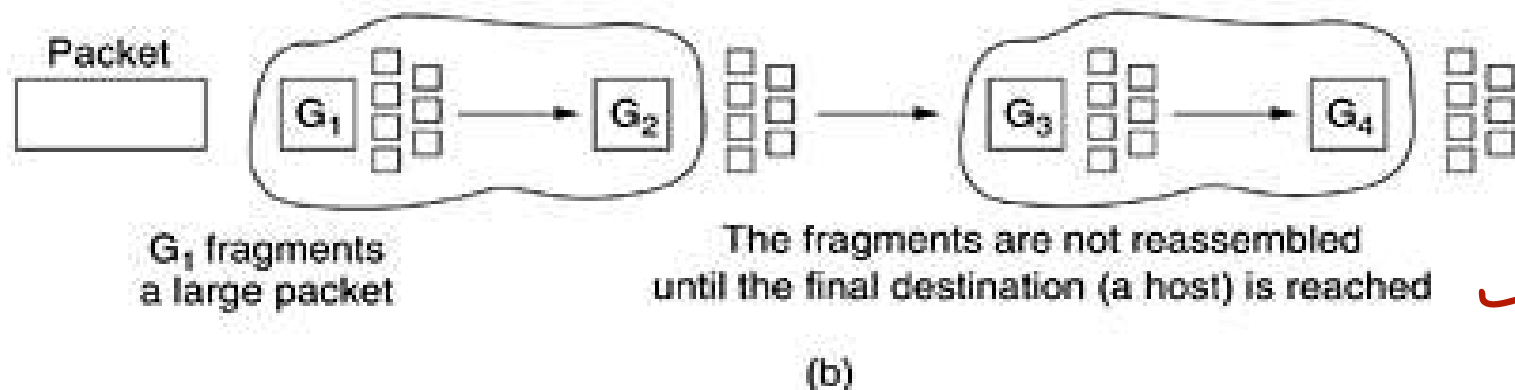 Packet
G₁
G₂
G₃
G₄
G₁ fragments
a large packet
The fragments are not reassembled
until the final destination (a host) is reached
(b)